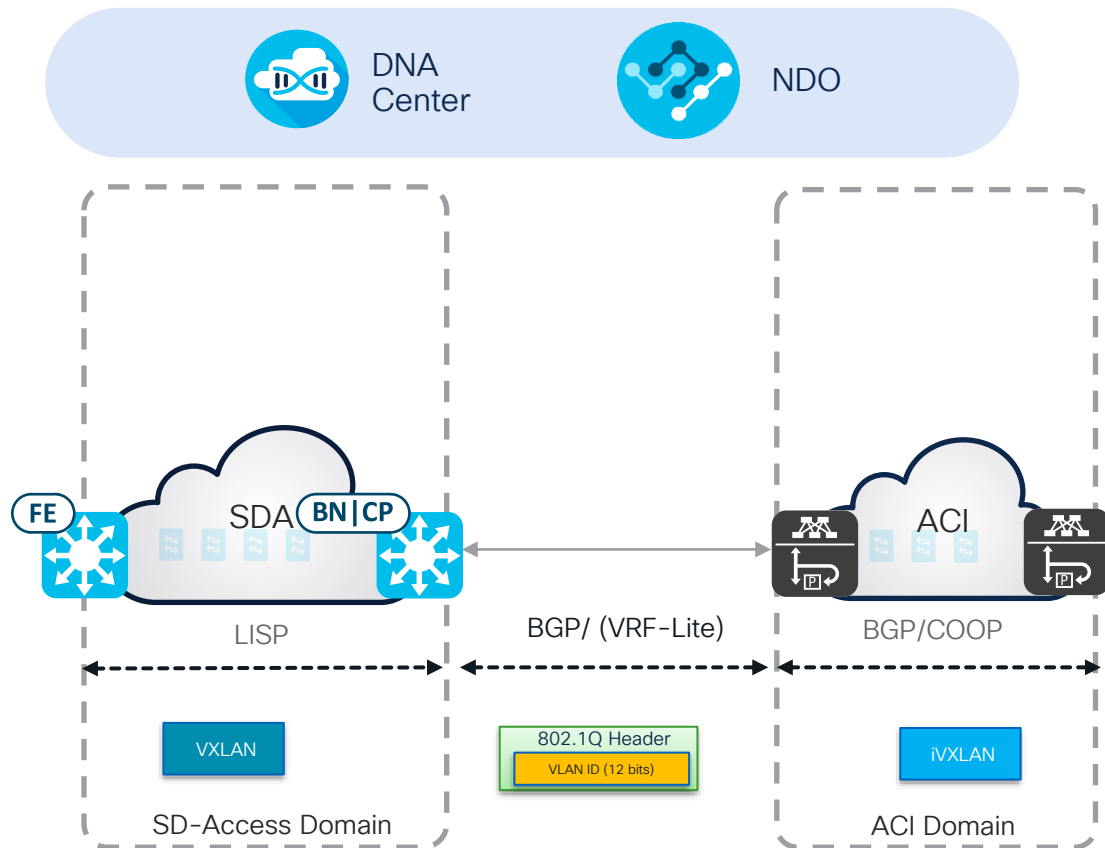 DNA
Center
NDO
FE
SDA
BN|CP
ACI
P
P
LISP
BGP/ (VRF-Lite)
BGP/COOP
VXLAN
802.1Q Header
VLAN ID (12 bits)
iVXLAN
SD-Access Domain
ACI Domain